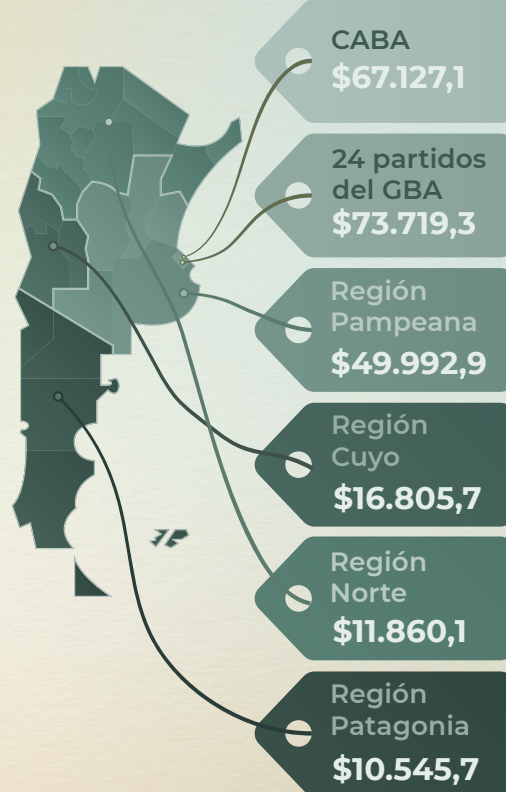 CABA
$67.127,1
24 partidos
del GBA
$73.719,3
Región
Pampeana
$49.992,9
Región
Cuyo
$16.805,7
Región
Norte
$11.860,1
Región
Patagonia
$10.545,7